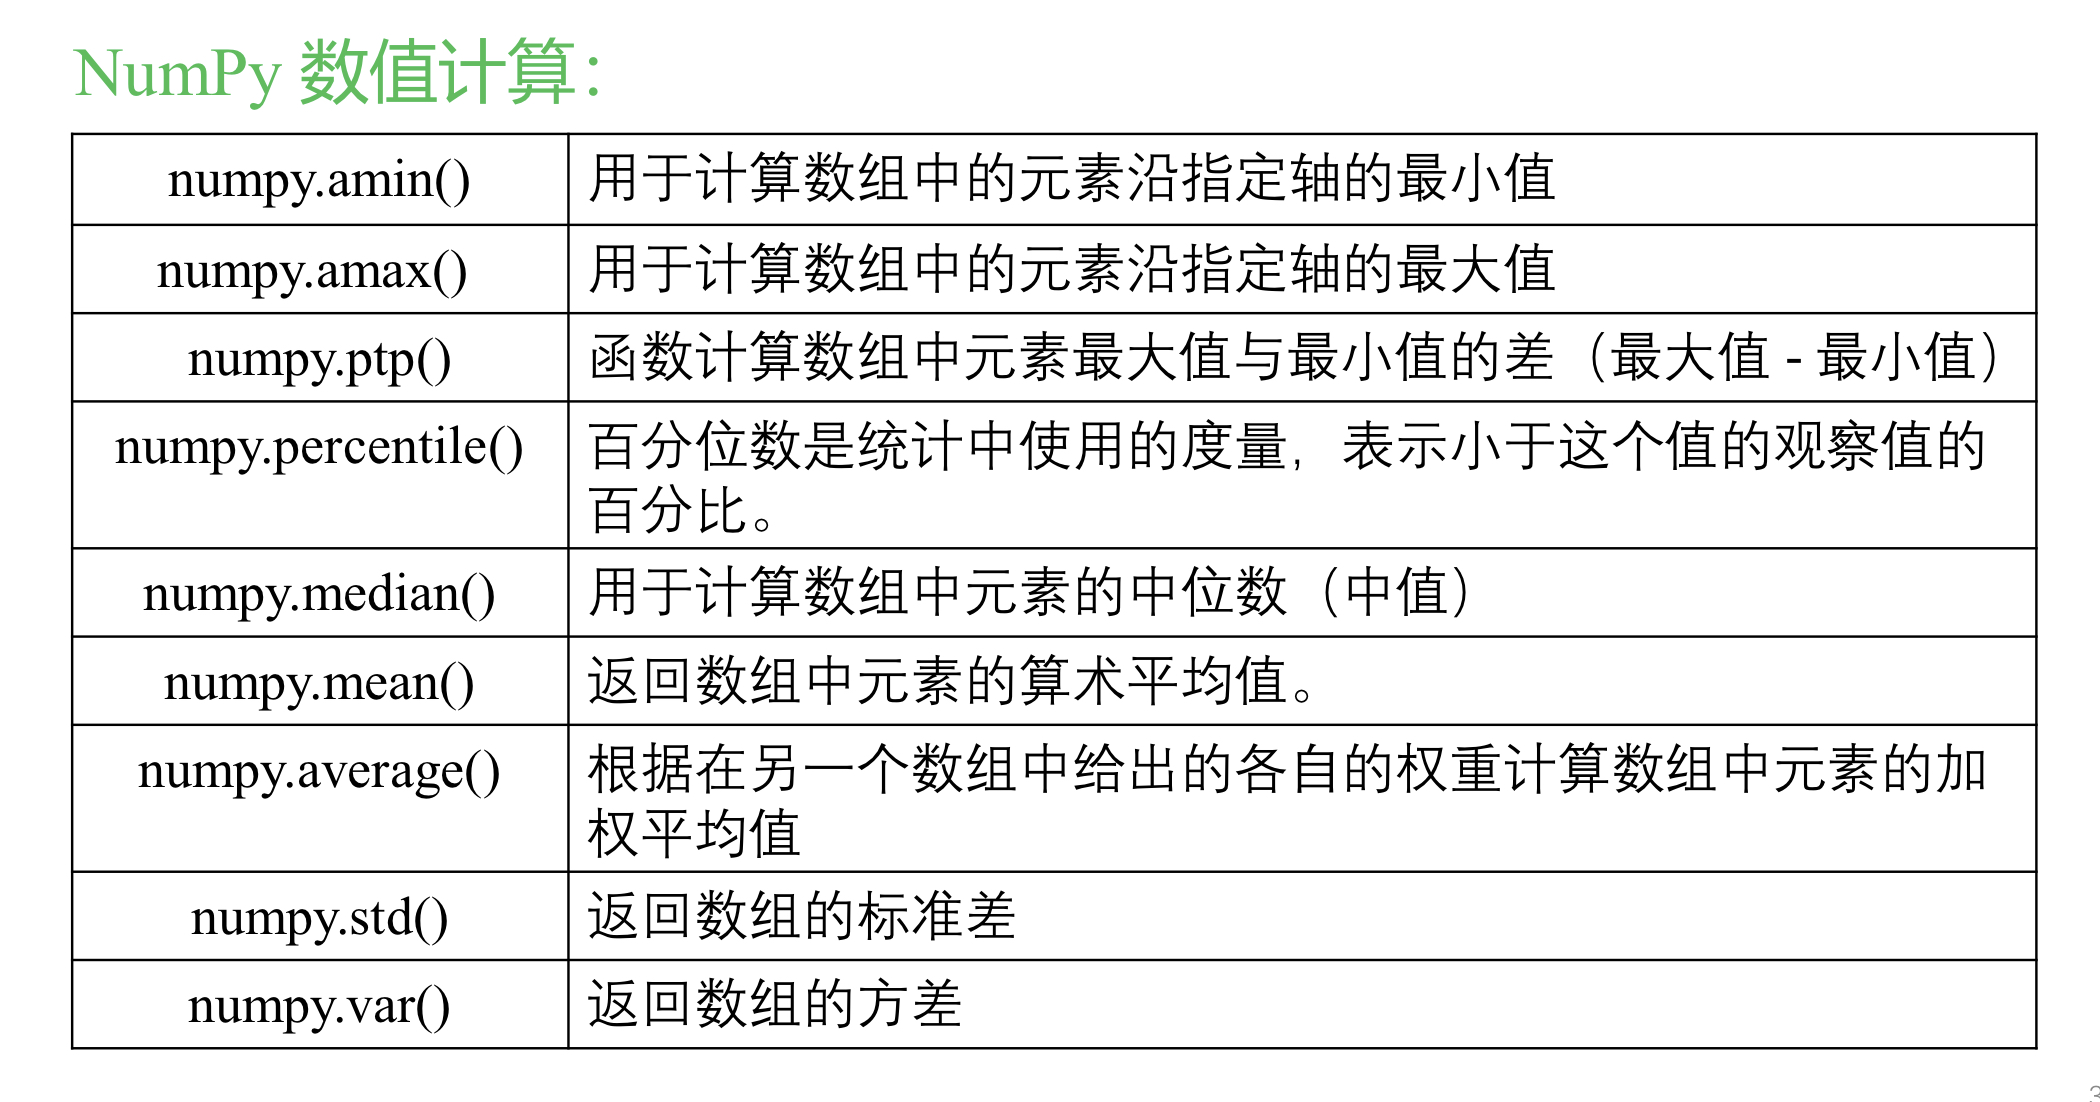 NumPy 数值计算：
numpy.amin() 用于计算数组中的元素沿指定轴的最小值
numpy.amax() 用于计算数组中的元素沿指定轴的最大值
numpy.ptp() 函数计算数组中元素最大值与最小值的差（最大值 - 最小值）
numpy.percentile() 百分位数是统计中使用的度量，表示小于这个值的观察值的
百分比。
numpy.median() 用于计算数组中元素的中位数（中值）
numpy.mean() 返回数组中元素的算术平均值。
numpy.average() 根据在另一个数组中给出的各自的权重计算数组中元素的加
权平均值
numpy.std() 返回数组的标准差
numpy.var() 返回数组的方差